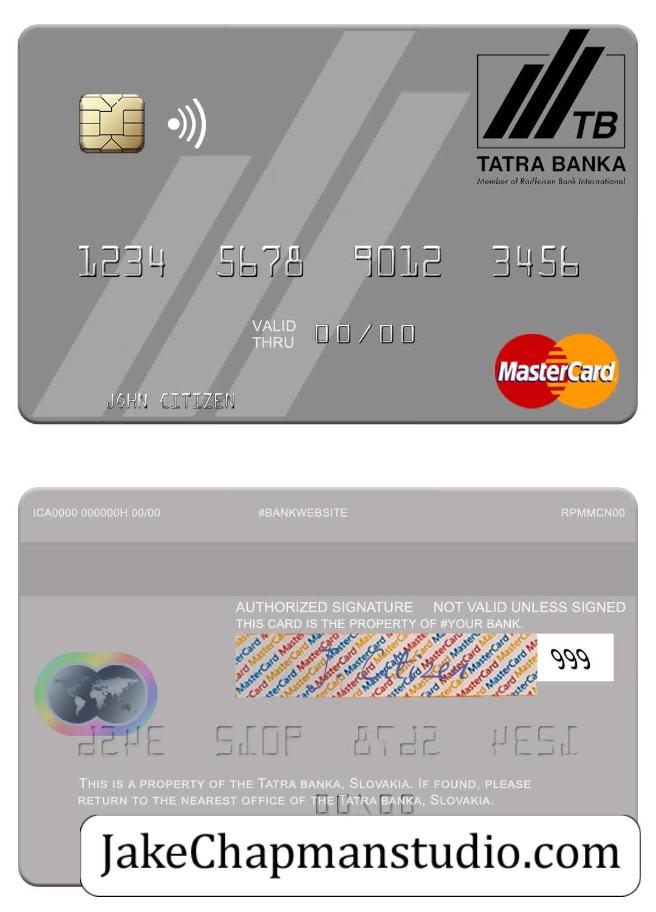 TB
TATRA BANKA
Member of Raiffeisen Bank International
1234 5678 9012 3456
VALID
THRU 00/00
MasterCard
JOHN CITIZEN
ICA0000 000000H 00/00 #BANKWEBSITE RPMMCN00
AUTHORIZED SIGNATURE NOT VALID UNLESS SIGNED
THIS CARD IS THE PROPERTY OF #YOUR BANK.
J. Citizen 999
THIS IS A PROPERTY OF THE TATRA BANKA, SLOVAKIA. IF FOUND, PLEASE
RETURN TO THE NEAREST OFFICE OF THE TATRA BANKA, SLOVAKIA.
JakeChapmanstudio.com